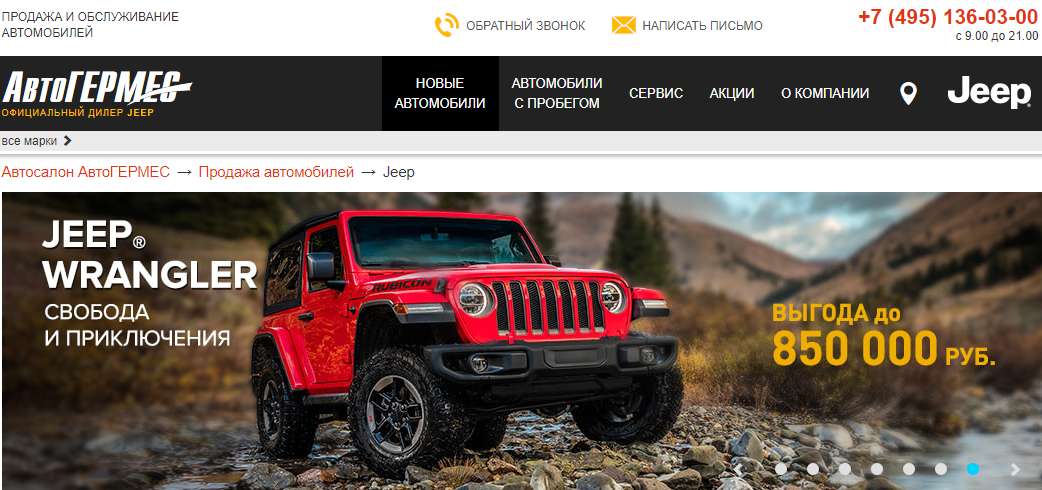 ПРОДАЖА И ОБСЛУЖИВАНИЕ
АВТОМОБИЛЕЙ
ОБРАТНЫЙ ЗВОНОК
НАПИСАТЬ ПИСЬМО
+7 (495) 136-03-00
с 9.00 до 21.00
АвтоГЕРМЕС
ОФИЦИАЛЬНЫЙ ДИЛЕР JEEP
НОВЫЕ
АВТОМОБИЛИ
АВТОМОБИЛИ
С ПРОБЕГОМ
СЕРВИС
АКЦИИ
О КОМПАНИИ
Jeep®
все марки
Автосалон АвтоГЕРМЕС → Продажа автомобилей → Jeep
JEEP®
WRANGLER
СВОБОДА
И ПРИКЛЮЧЕНИЯ
RUBICON
ВЫГОДА до
850 000 РУБ.